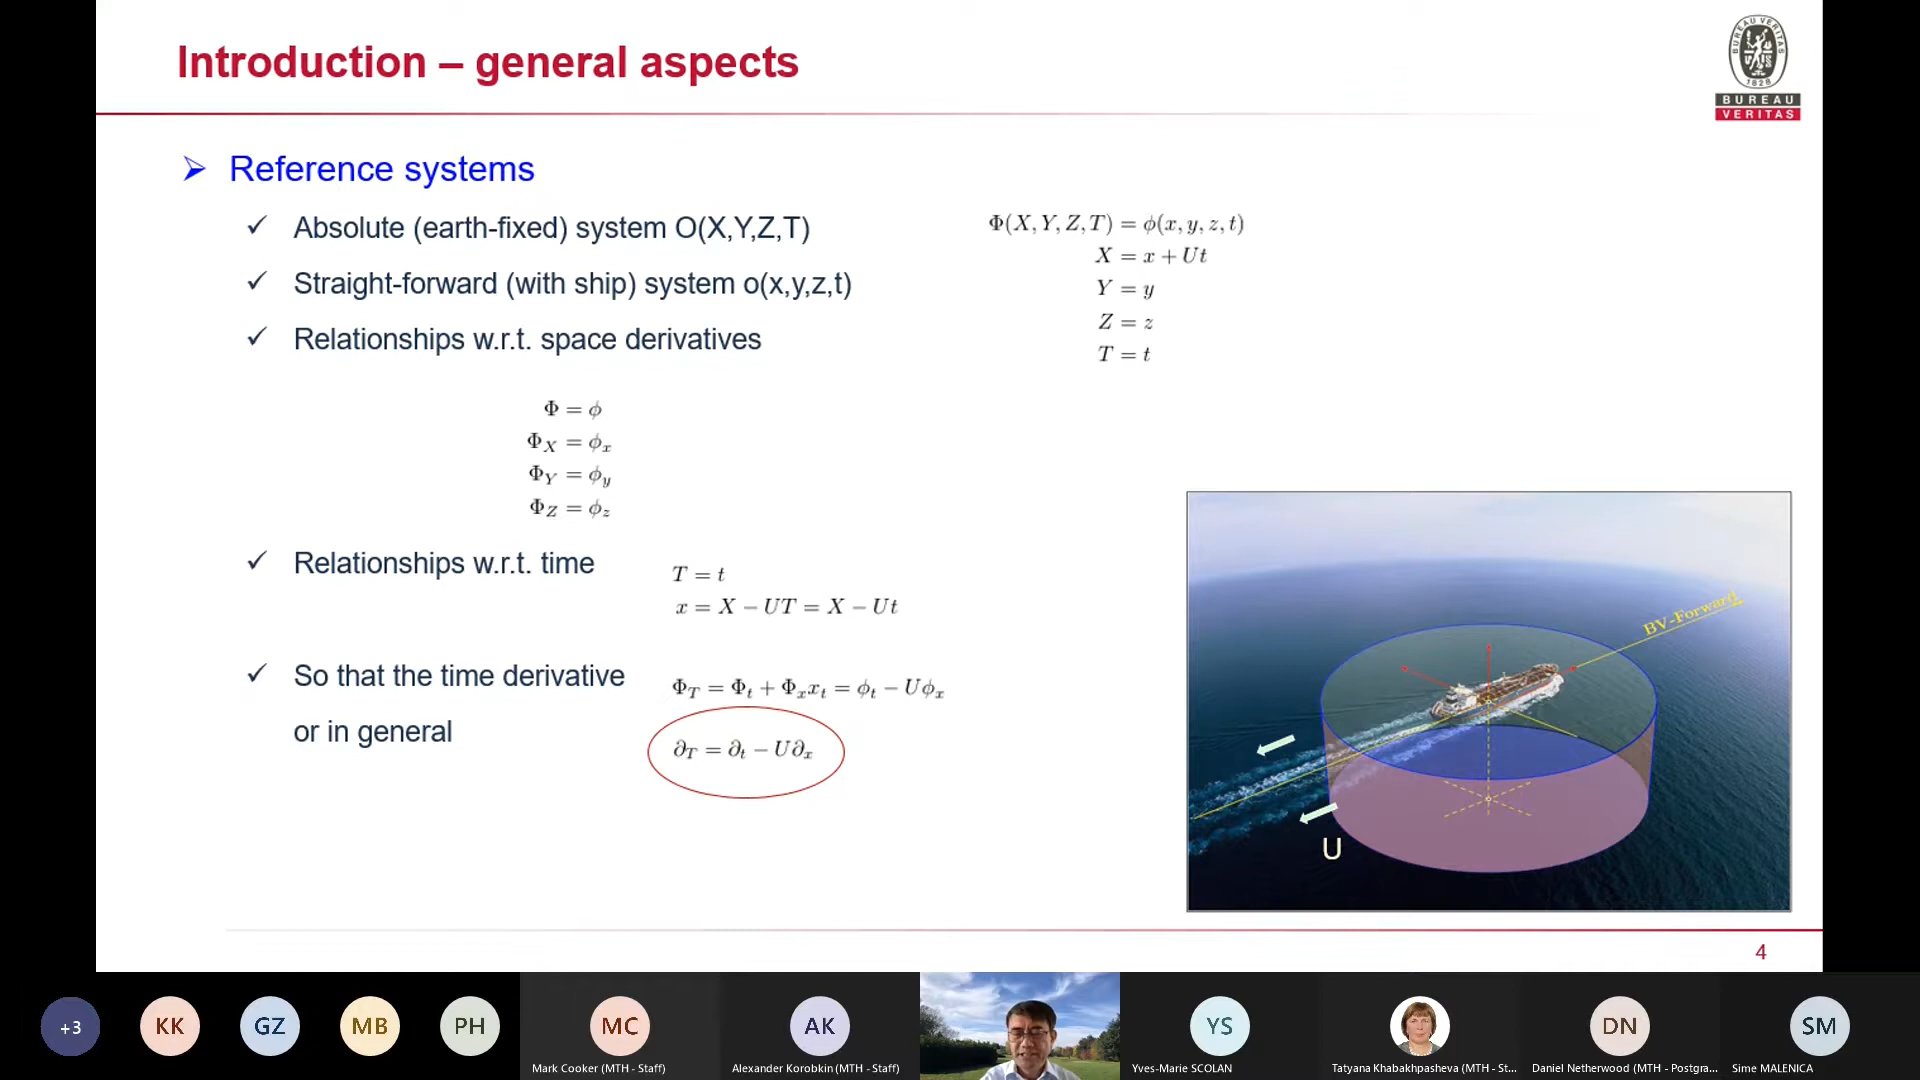 Introduction – general aspects
BUREAU VERITAS
1828
BUREAU
VERITAS
➢ Reference systems
✓ Absolute (earth-fixed) system O(X,Y,Z,T)
✓ Straight-forward (with ship) system o(x,y,z,t)
✓ Relationships w.r.t. space derivatives
Φ(X, Y, Z, T) = ϕ(x, y, z, t)
X = x + Ut
Y = y
Z = z
T = t
Φ = ϕ
Φ_X = ϕ_x
Φ_Y = ϕ_y
Φ_Z = ϕ_z
✓ Relationships w.r.t. time
T = t
x = X − UT = X − Ut
✓ So that the time derivative
or in general
Φ_T = Φ_t + Φ_x x_t = ϕ_t − Uϕ_x
∂_T = ∂_t − U∂_x
BV-Forward
U
4
+3
KK
GZ
MB
PH
MC
Mark Cooker (MTH - Staff)
AK
Alexander Korobkin (MTH - Staff)
YS
Yves-Marie SCOLAN
Tatyana Khabakhpasheva (MTH - St...
DN
Daniel Netherwood (MTH - Postgra...
SM
Sime MALENICA